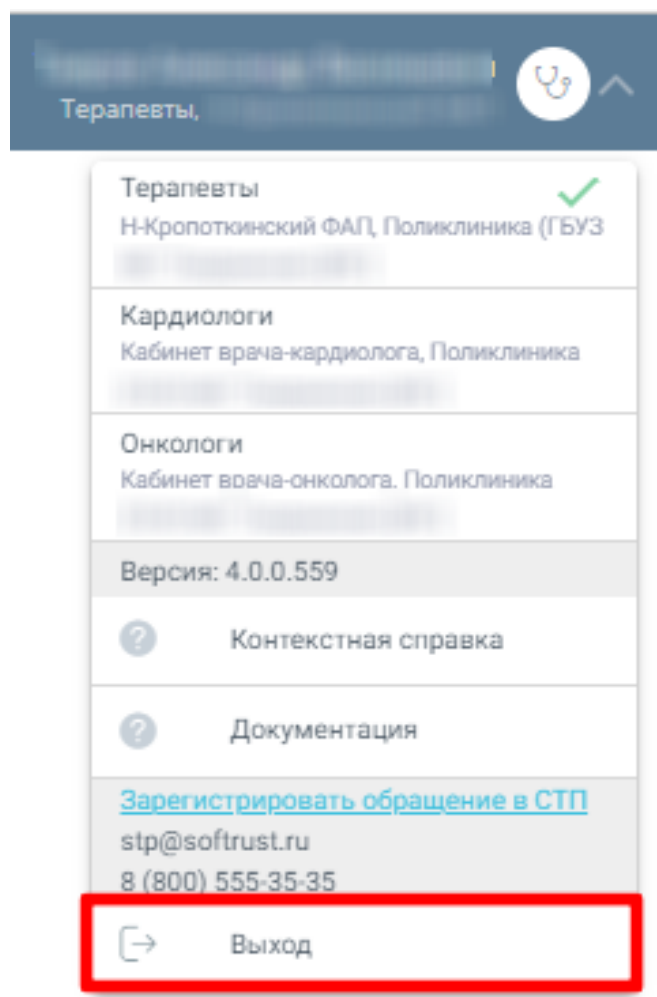 Терапевты,
Терапевты
Н-Кропоткинский ФАП, Поликлиника (ГБУЗ
Кардиологи
Кабинет врача-кардиолога, Поликлиника
Онкологи
Кабинет врача-онколога. Поликлиника
Версия: 4.0.0.559
Контекстная справка
Документация
Зарегистрировать обращение в СТП
stp@softrust.ru
8 (800) 555-35-35
Выход